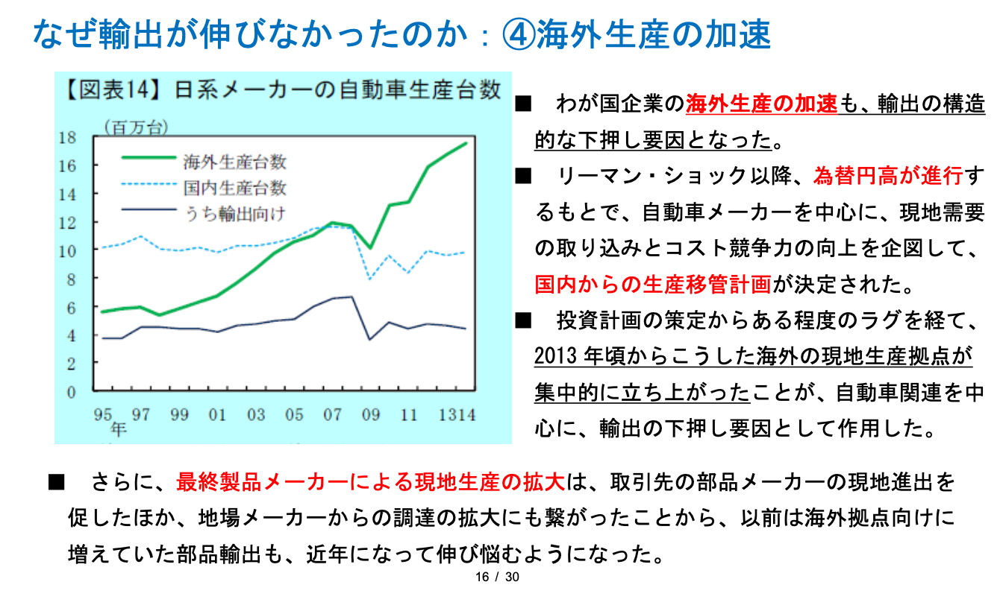 なぜ輸出が伸びなかったのか：④海外生産の加速
【図表14】日系メーカーの自動車生産台数
(百万台)
18
16
14
12
10
8
6
4
2
0
海外生産台数
国内生産台数
うち輸出向け
95 97 99 01 03 05 07 09 11 1314
年
■ わが国企業の海外生産の加速も、輸出の構造
的な下押し要因となった。
■ リーマン・ショック以降、為替円高が進行す
るもとで、自動車メーカーを中心に、現地需要
の取り込みとコスト競争力の向上を企図して、
国内からの生産移管計画が決定された。
■ 投資計画の策定からある程度のラグを経て、
2013 年頃からこうした海外の現地生産拠点が
集中的に立ち上がったことが、自動車関連を中
心に、輸出の下押し要因として作用した。
■ さらに、最終製品メーカーによる現地生産の拡大は、取引先の部品メーカーの現地進出を
促したほか、地場メーカーからの調達の拡大にも繋がったことから、以前は海外拠点向けに
増えていた部品輸出も、近年になって伸び悩むようになった。
16 / 30